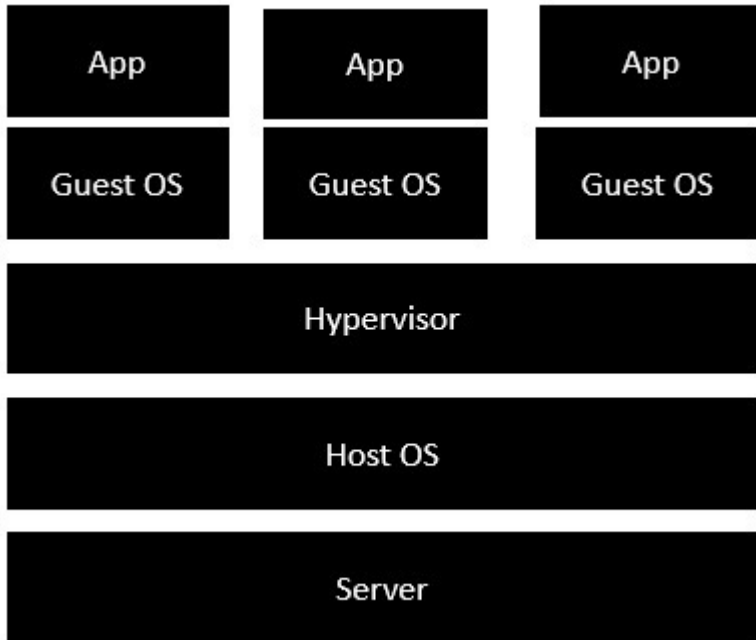 App
App
App
Guest OS
Guest OS
Guest OS
Hypervisor
Host OS
Server